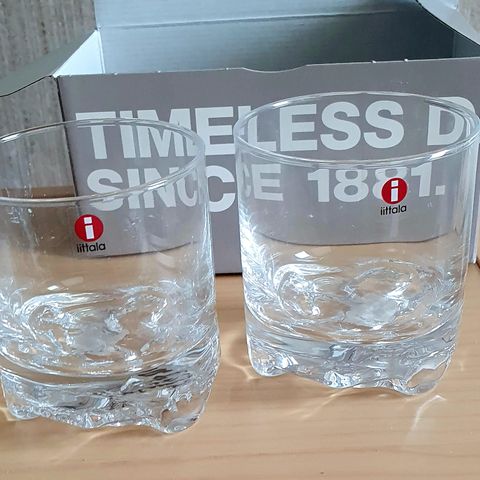 TIMELESS D
SINCE 1881.
i
iittala
i
iittala